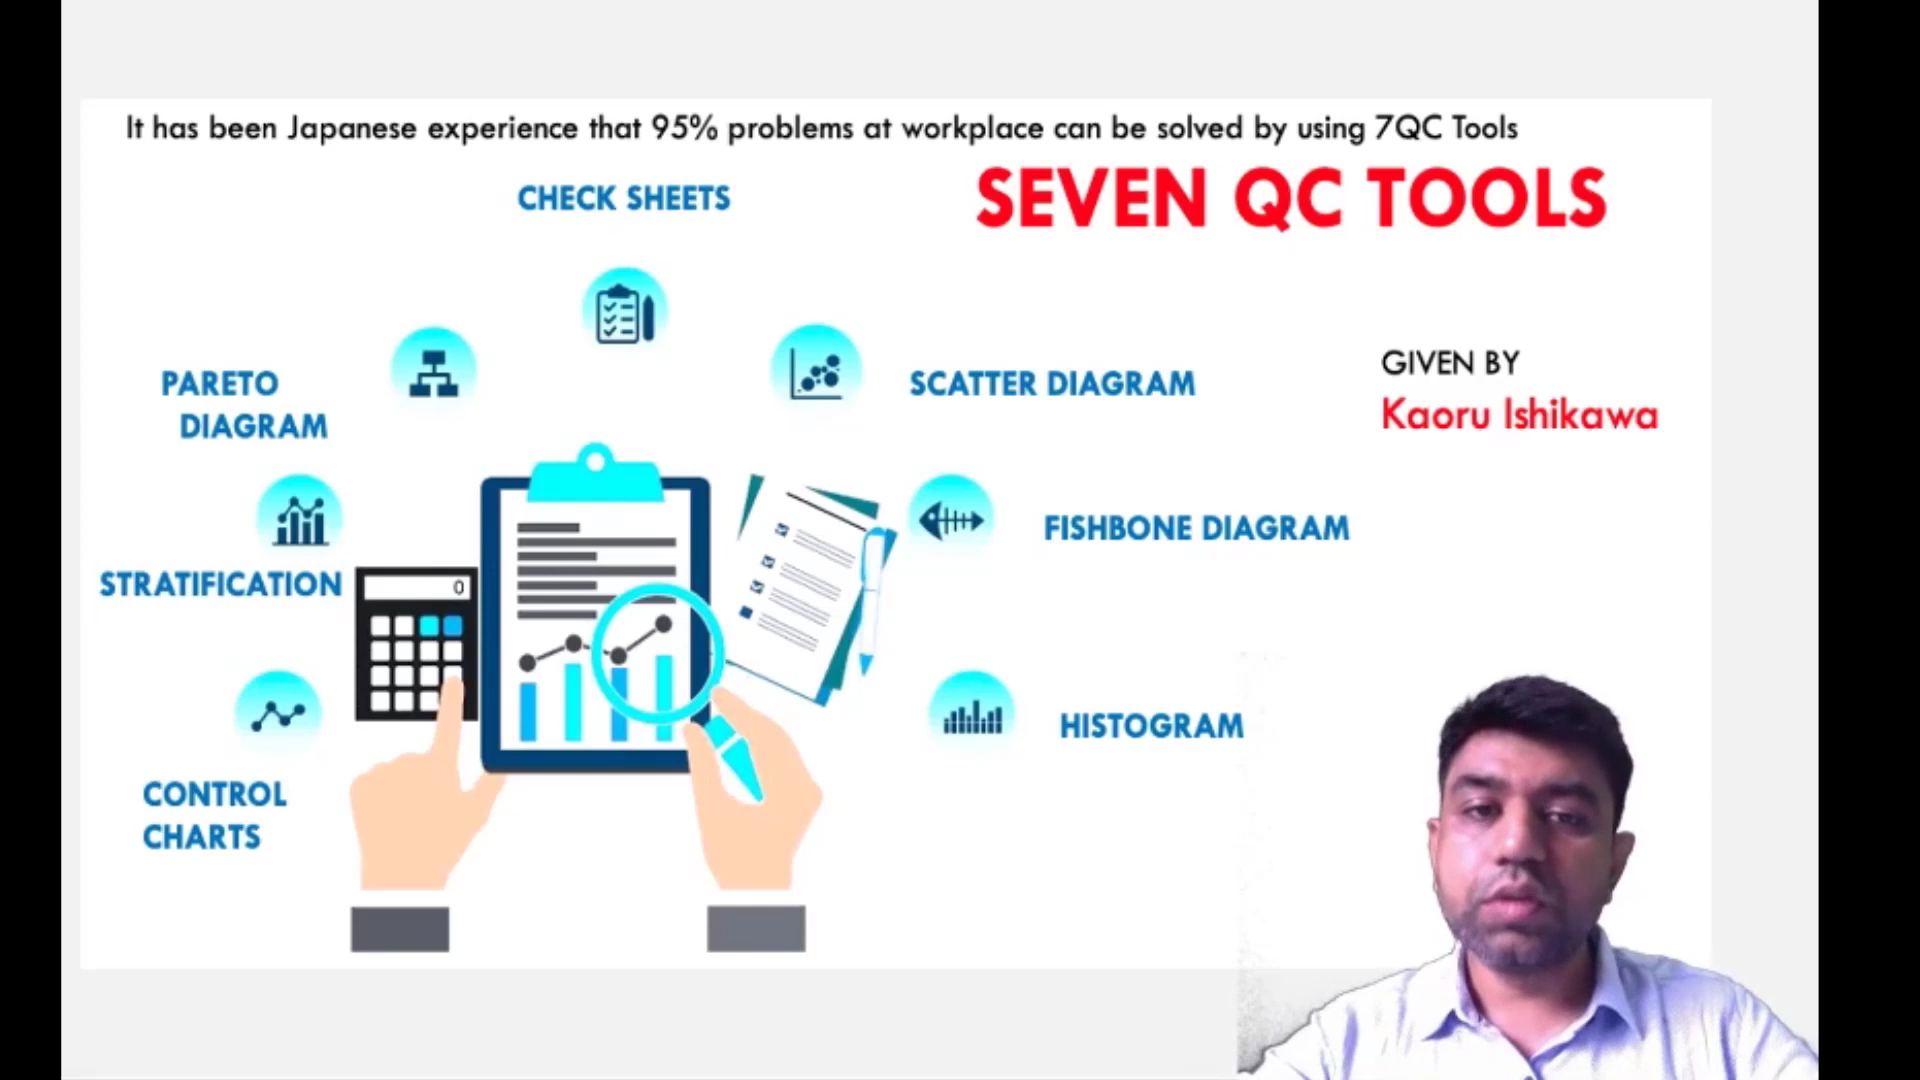 It has been Japanese experience that 95% problems at workplace can be solved by using 7QC Tools
SEVEN QC TOOLS
CHECK SHEETS
PARETO
DIAGRAM
SCATTER DIAGRAM
GIVEN BY
Kaoru Ishikawa
STRATIFICATION
FISHBONE DIAGRAM
0
HISTOGRAM
CONTROL
CHARTS